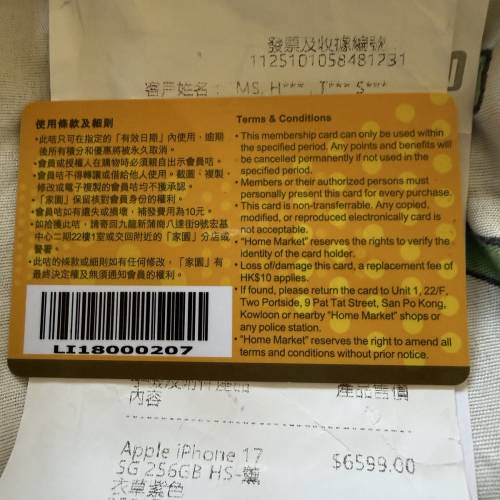 發票及收據編號
1125101058481231
客戶姓名： MS. H***, T*** S***
使用條款及細則
•此咭只可在指定的「有效日期」內使用，逾期
後所有積分和優惠將被永久取消。
•會員或授權人在購物時必須親自出示會員咭。
•會員咭不得轉讓或借給他人使用。截圖、複製、
修改或電子複製的會員咭均不獲承認。
•「家園」保留核對會員身份的權利。
•會員咭如有遺失或損壞，補發費用為10元。
•如拾獲此咭，請寄回九龍新蒲崗八達街9號宏基
中心二期22樓1室或交回附近的「家園」分店或
警署。
•此咭的條款或細則如有任何修改，「家園」有
最終決定權及無須通知會員的權利。
LI18000207
Terms & Conditions
• This membership card can only be used within
the specified period. Any points and benefits will
be cancelled permanently if not used in the
specified period.
• Members or their authorized persons must
personally present this card for every purchase.
• This card is non-transferable. Any copied,
modified, or reproduced electronically card is
not acceptable.
• "Home Market" reserves the rights to verify the
identity of the card holder.
• Loss of/damage this card, a replacement fee of
HK$10 applies.
• If found, please return the card to Unit 1, 22/F,
Two Portside, 9 Pat Tat Street, San Po Kong,
Kowloon or nearby "Home Market" shops or
any police station.
• "Home Market" reserves the right to amend all
terms and conditions without prior notice.
產品售價
內容
Apple iPhone 17
5G 256GB HS-薰
衣草紫色
$6599.00